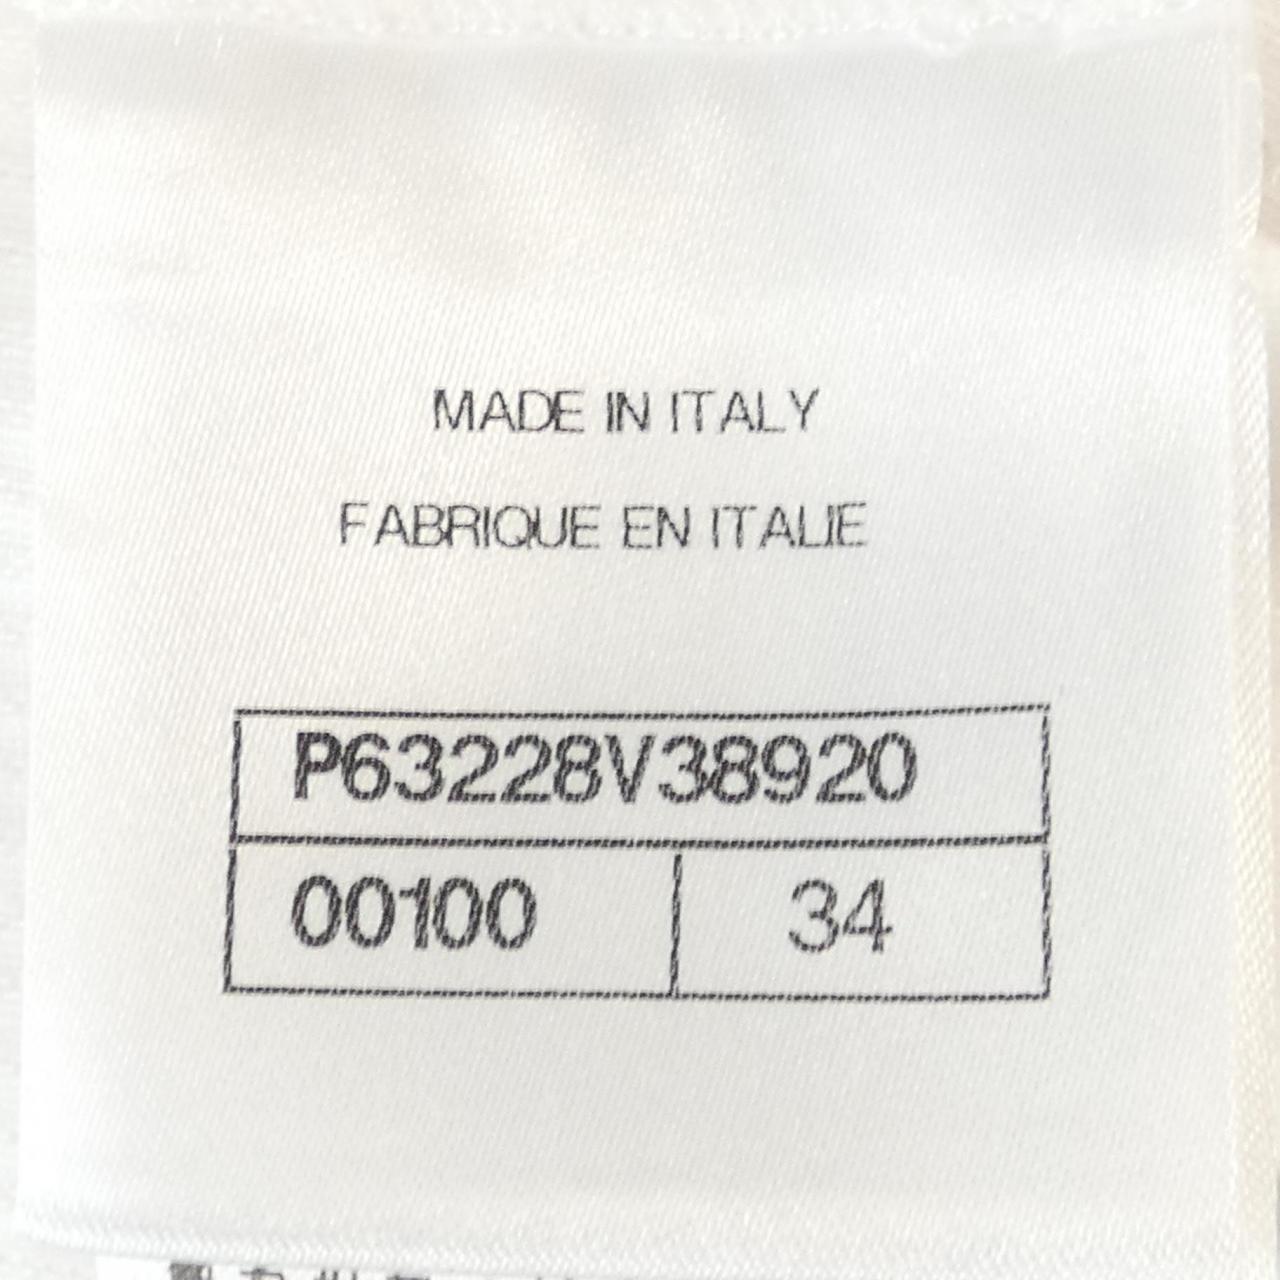 MADE IN ITALY
FABRIQUE EN ITALIE
P63228V38920
00100 34